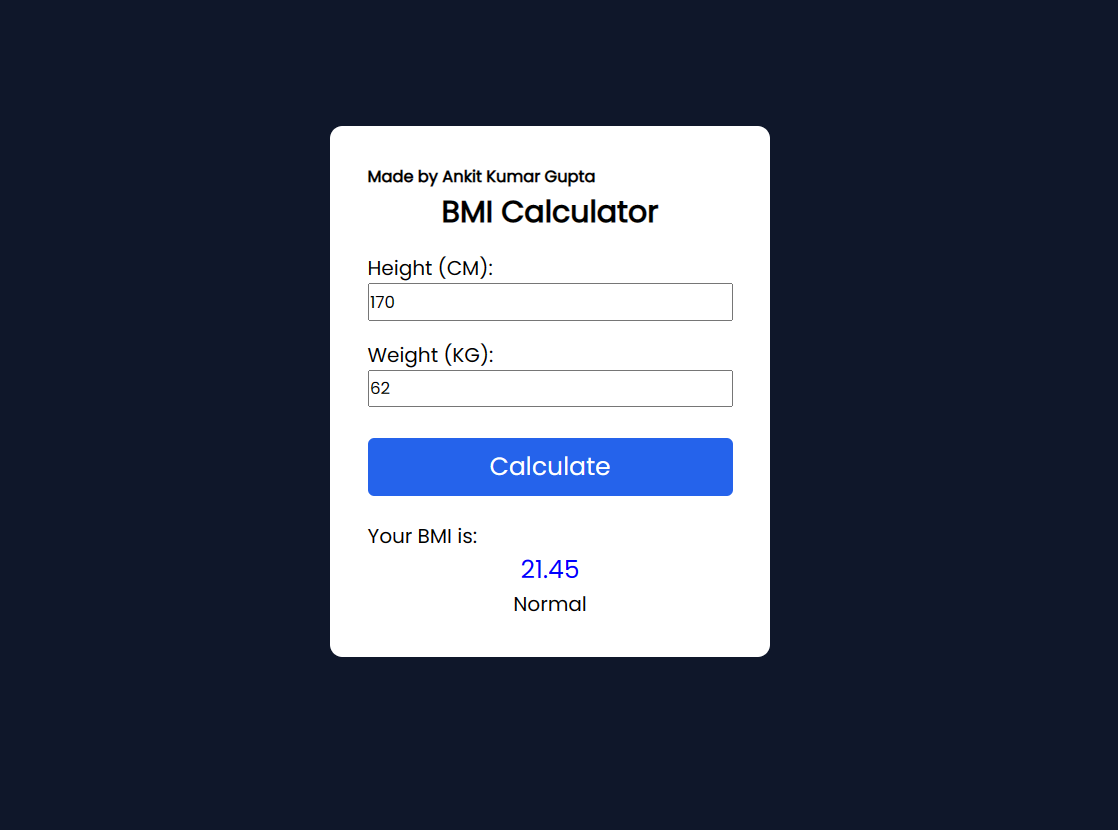 Made by Ankit Kumar Gupta
BMI Calculator
Height (CM):
170
Weight (KG):
62
Calculate
Your BMI is:
21.45
Normal